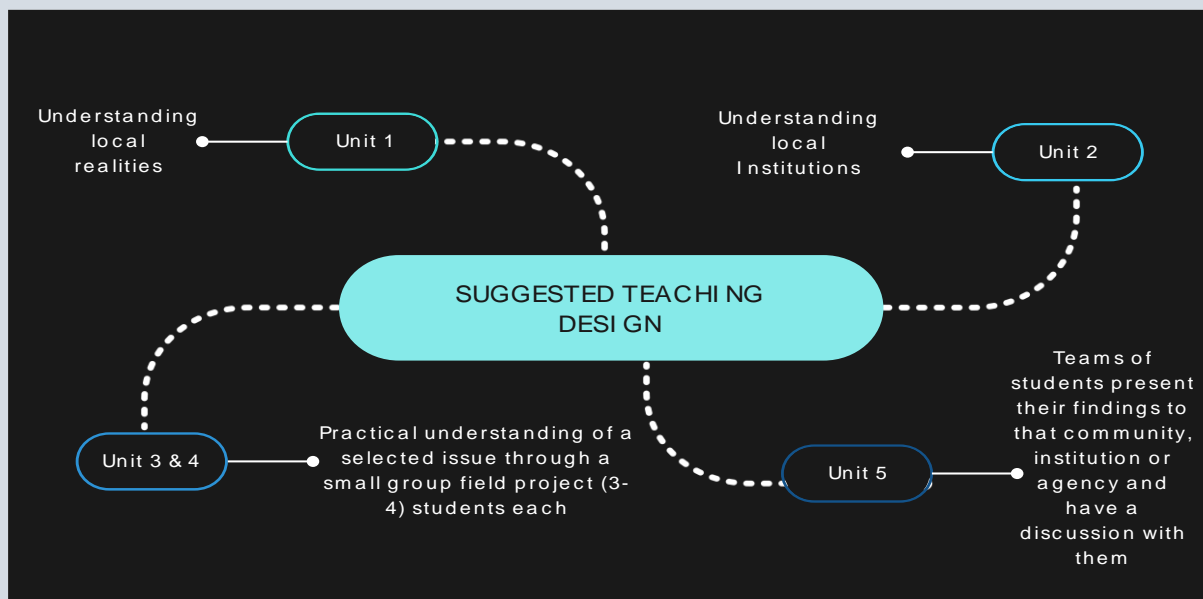 SUGGESTED TEACHING
DESIGN
Understanding
local
realities
Unit 1
Understanding
local
Institutions
Unit 2
Unit 3 & 4
Practical understanding of a
selected issue through a
small group field project (3-
4) students each
Unit 5
Teams of
students present
their findings to
that community,
institution or
agency and
have a
discussion with
them